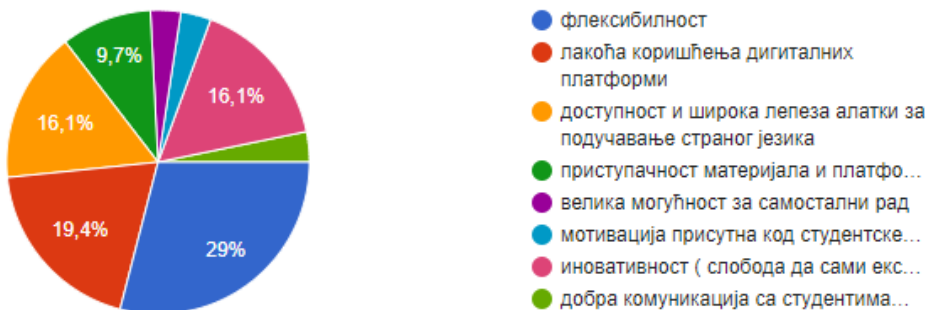 9,7%
16,1%
16,1%
19,4%
29%
флексибилност
лакоћа коришћења дигиталних
платформи
доступност и широка лепеза алатки за
подучавање страног језика
приступачност материјала и платфо...
велика могућност за самостални рад
мотивација присутна код студентске...
иновативност ( слобода да сами екс...
добра комуникација са студентима...